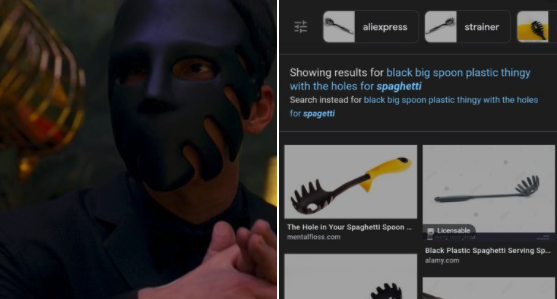 aliexpress
strainer
Showing results for black big spoon plastic thingy
with the holes for spaghetti
Search instead for black big spoon plastic thingy with the holes
for spagetti
The Hole in Your Spaghetti Spoon ...
mentalfloss.com
Licensable
Black Plastic Spaghetti Serving Sp...
alamy.com